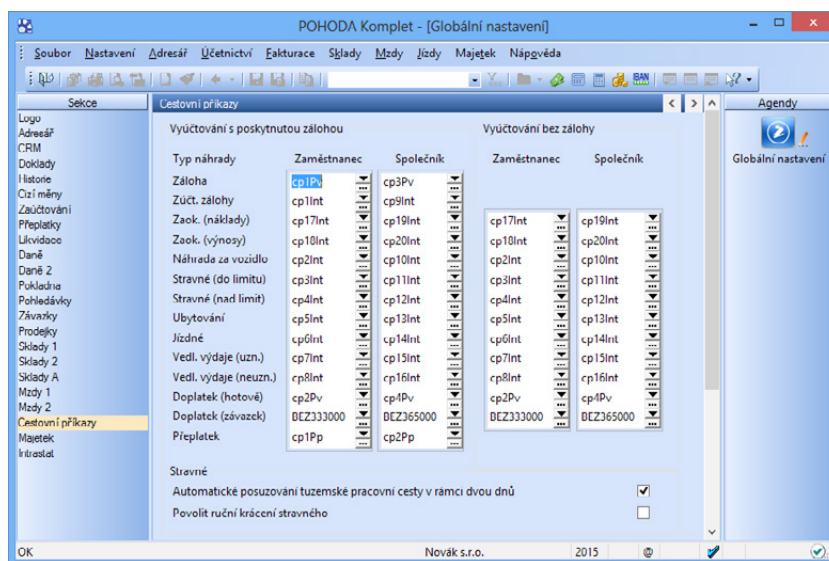 POHODA Komplet - [Globální nastavení]
Soubor Nastavení Adresář Účetnictví Fakturace Sklady Mzdy Jízdy Majetek Nápověda
IBAN
Sekce
Logo
Adresář
CRM
Doklady
Historie
Cizí měny
Zaúčtování
Přeplatky
Likvidace
Daně
Daně 2
Pokladna
Pohledávky
Závazky
Prodejky
Sklady 1
Sklady 2
Sklady A
Mzdy 1
Mzdy 2
Cestovní příkazy
Majetek
Intrastat
Cestovní příkazy
Vyúčtování s poskytnutou zálohou Vyúčtování bez zálohy
Typ náhrady Zaměstnanec Společník Zaměstnanec Společník
Záloha cp1Pv cp3Pv
Zúčt. zálohy cp1Int cp9Int
Zaok. (náklady) cp17Int cp19Int cp17Int cp19Int
Zaok. (výnosy) cp18Int cp20Int cp18Int cp20Int
Náhrada za vozidlo cp2Int cp10Int cp2Int cp10Int
Stravné (do limitu) cp3Int cp11Int cp3Int cp11Int
Stravné (nad limit) cp4Int cp12Int cp4Int cp12Int
Ubytování cp5Int cp13Int cp5Int cp13Int
Jízdné cp6Int cp14Int cp6Int cp14Int
Vedl. výdaje (uzn.) cp7Int cp15Int cp7Int cp15Int
Vedl. výdaje (neuzn.) cp8Int cp16Int cp8Int cp16Int
Doplatek (hotově) cp2Pv cp4Pv cp2Pv cp4Pv
Doplatek (závazek) BEZ333000 BEZ365000 BEZ333000 BEZ365000
Přeplatek cp1Pp cp2Pp
Stravné
Automatické posuzování tuzemské pracovní cesty v rámci dvou dnů
Povolit ruční krácení stravného
Agendy
Globální nastavení
OK Novák s.r.o. 2015 @